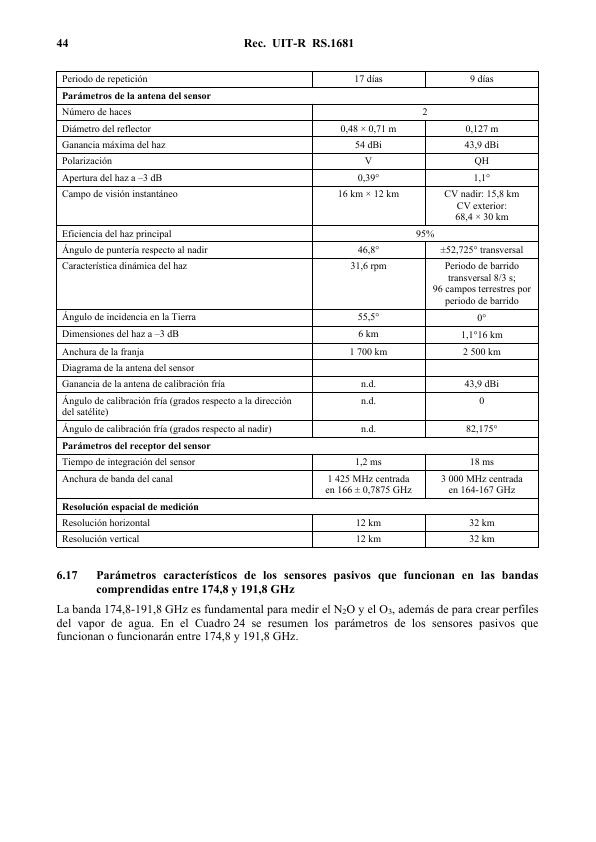 44
Rec. UIT-R RS.1681
Periodo de repetición 17 días 9 días
Parámetros de la antena del sensor
Número de haces 2
Diámetro del reflector 0,48 × 0,71 m 0,127 m
Ganancia máxima del haz 54 dBi 43,9 dBi
Polarización V QH
Apertura del haz a –3 dB 0,39° 1,1°
Campo de visión instantáneo 16 km × 12 km CV nadir: 15,8 km
CV exterior:
68,4 × 30 km
Eficiencia del haz principal 95%
Ángulo de puntería respecto al nadir 46,8° ±52,725° transversal
Característica dinámica del haz 31,6 rpm Periodo de barrido
transversal 8/3 s;
96 campos terrestres por
periodo de barrido
Ángulo de incidencia en la Tierra 55,5° 0°
Dimensiones del haz a –3 dB 6 km 1,1°16 km
Anchura de la franja 1 700 km 2 500 km
Diagrama de la antena del sensor
Ganancia de la antena de calibración fría n.d. 43,9 dBi
Ángulo de calibración fría (grados respecto a la dirección n.d. 0
del satélite)
Ángulo de calibración fría (grados respecto al nadir) n.d. 82,175°
Parámetros del receptor del sensor
Tiempo de integración del sensor 1,2 ms 18 ms
Anchura de banda del canal 1 425 MHz centrada 3 000 MHz centrada
en 166 ± 0,7875 GHz en 164-167 GHz
Resolución espacial de medición
Resolución horizontal 12 km 32 km
Resolución vertical 12 km 32 km
6.17 Parámetros característicos de los sensores pasivos que funcionan en las bandas
comprendidas entre 174,8 y 191,8 GHz
La banda 174,8-191,8 GHz es fundamental para medir el N₂O y el O₃, además de para crear perfiles
del vapor de agua. En el Cuadro 24 se resumen los parámetros de los sensores pasivos que
funcionan o funcionarán entre 174,8 y 191,8 GHz.